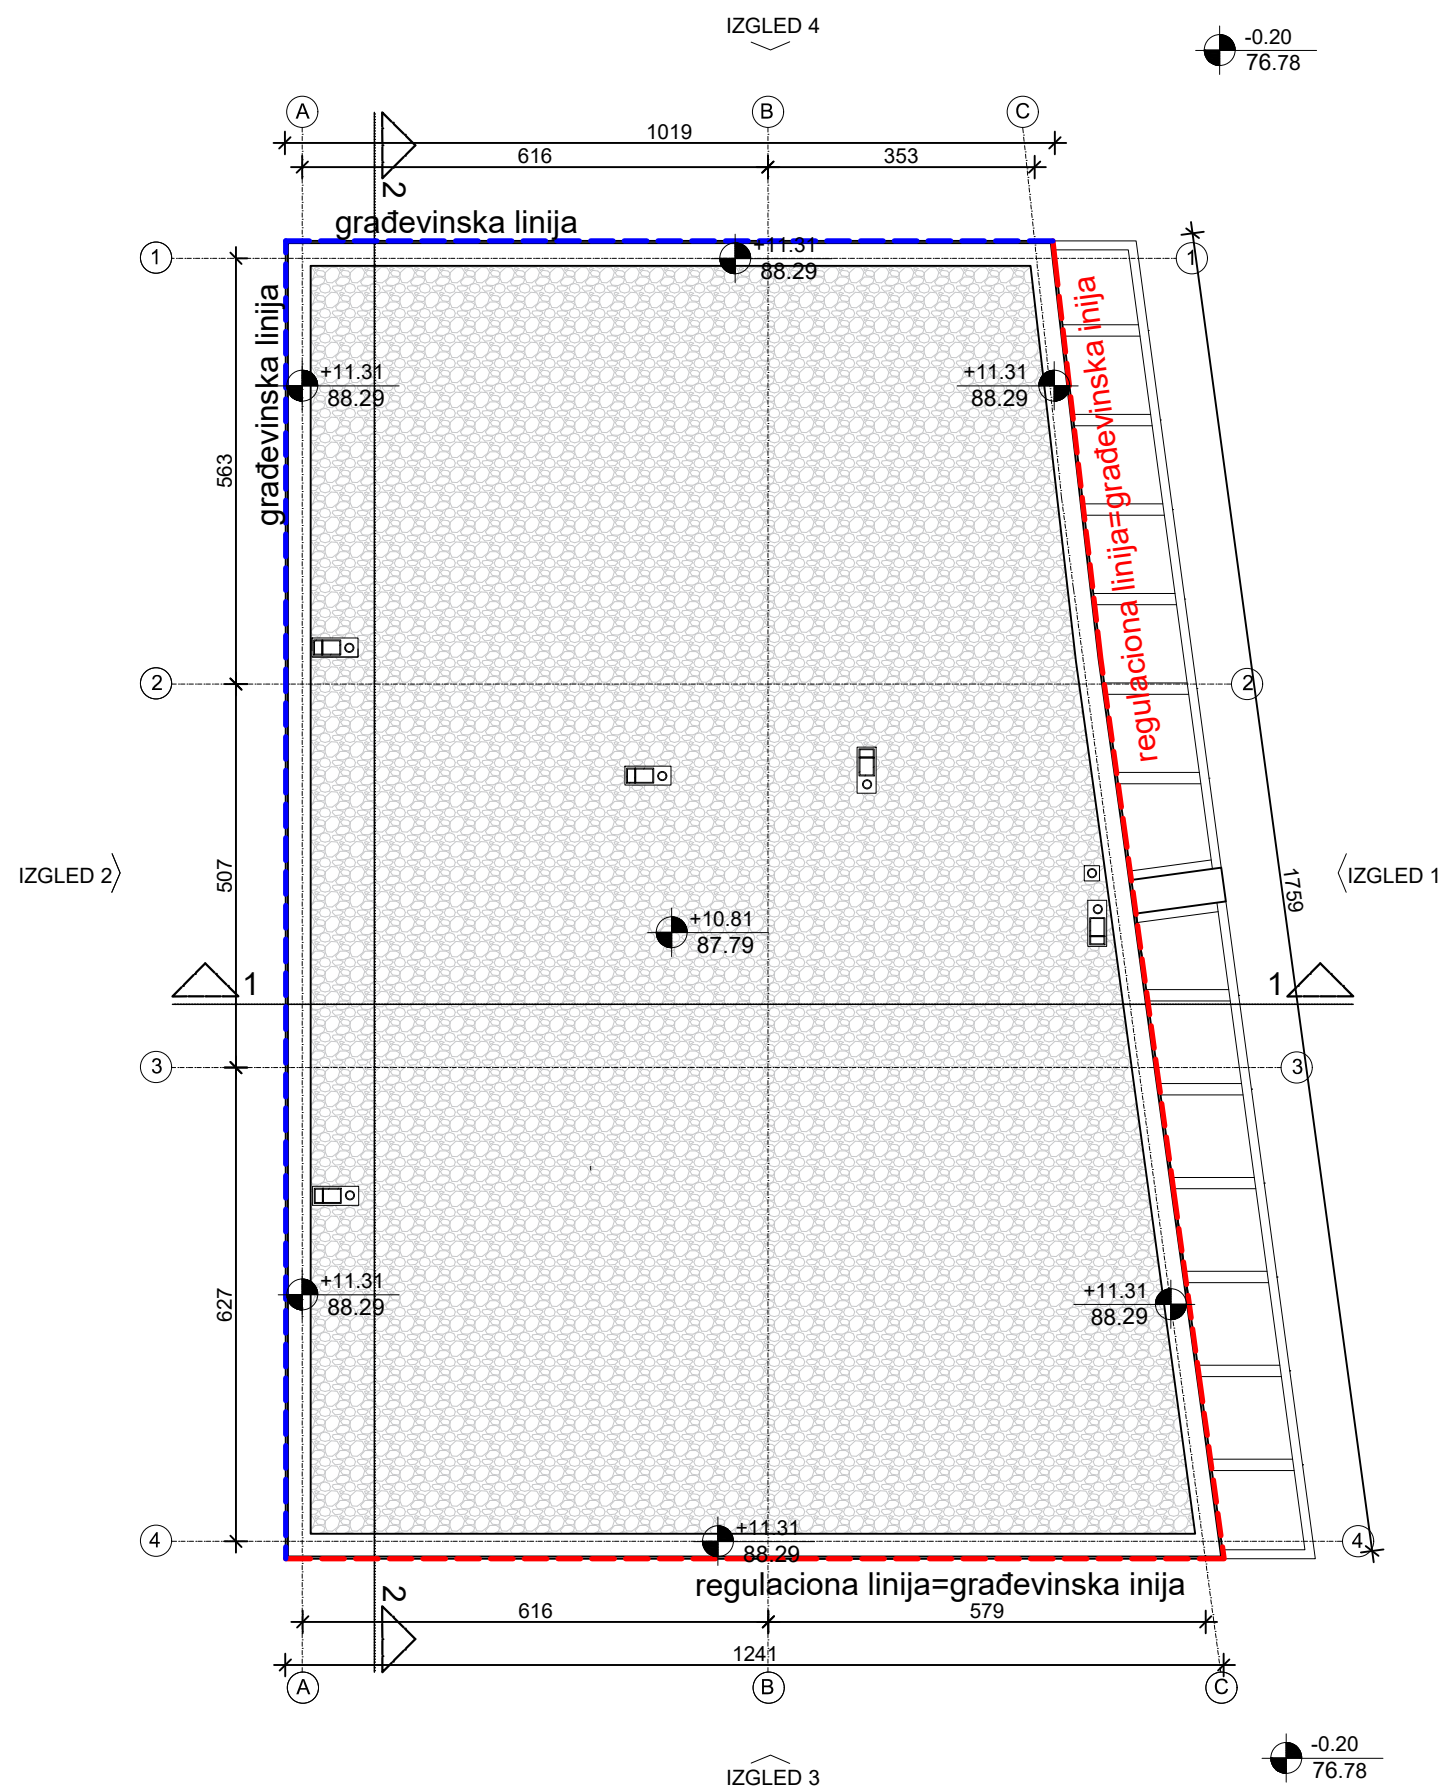 IZGLED 4
-0.20
76.78
A
B
C
1019
616
353
2
građevinska linija
1
+11.31
88.29
1
građevinska linija
+11.31
88.29
+11.31
88.29
regulaciona linija=građevinska inija
563
2
2
IZGLED 2
507
1759
IZGLED 1
+10.81
87.79
1
1
3
3
627
+11.31
88.29
+11.31
88.29
4
+11.31
88.29
4
regulaciona linija=građevinska inija
2
616
579
1241
A
B
C
IZGLED 3
-0.20
76.78